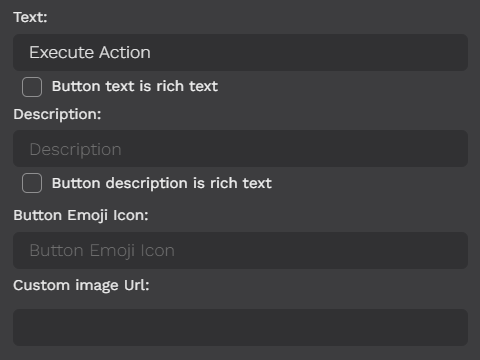 Text:
Execute Action
Button text is rich text
Description:
Description
Button description is rich text
Button Emoji Icon:
Button Emoji Icon
Custom image Url: